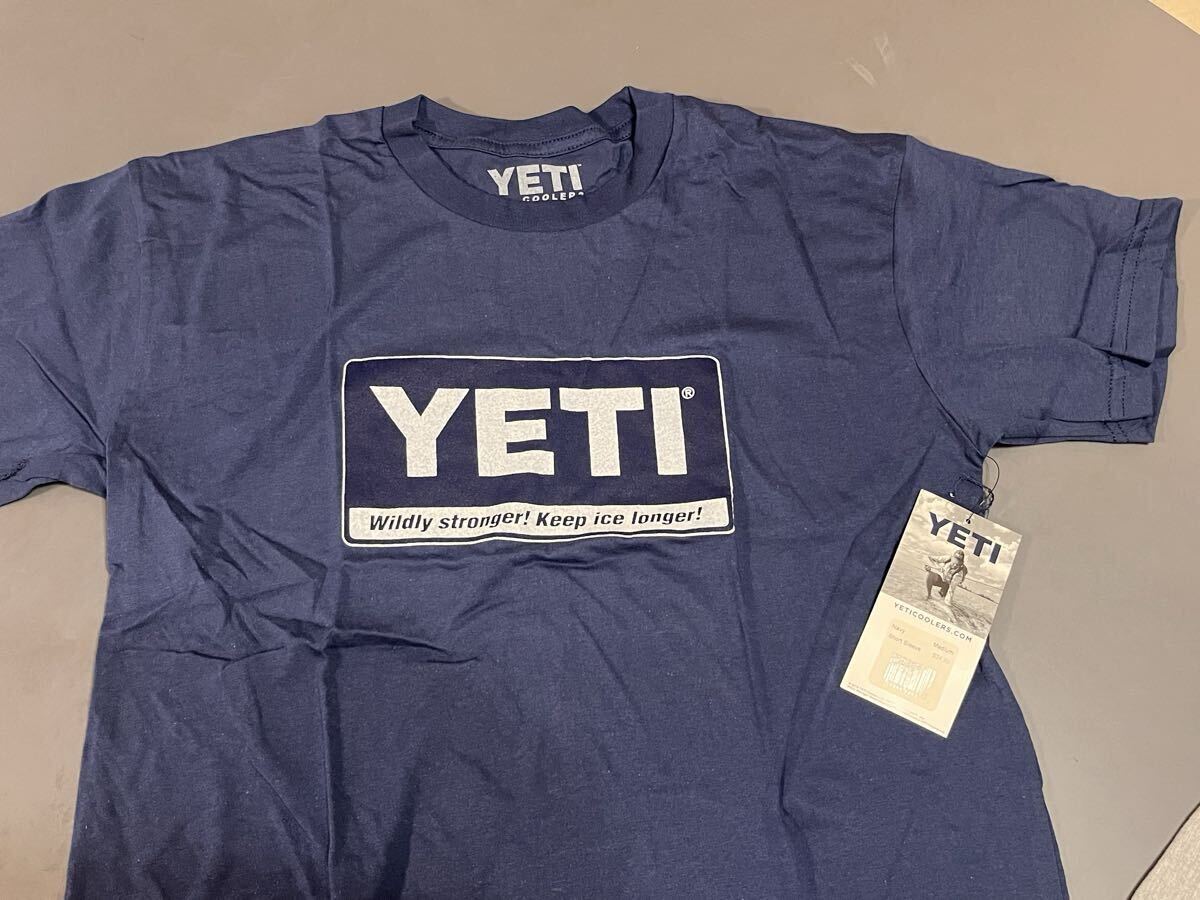 YETI
COOLERS
YETI®
Wildly stronger! Keep ice longer!
YETI
YETICOOLERS.COM
Navy Medium
Short Sleeve